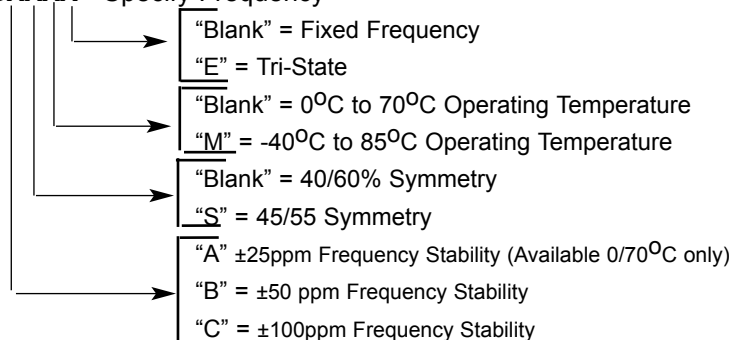 “Blank” = Fixed Frequency
“E” = Tri-State
“Blank” = 0°C to 70°C Operating Temperature
“M” = -40°C to 85°C Operating Temperature
“Blank” = 40/60% Symmetry
“S” = 45/55 Symmetry
“A” ±25ppm Frequency Stability (Available 0/70°C only)
“B” = ±50 ppm Frequency Stability
“C” = ±100ppm Frequency Stability